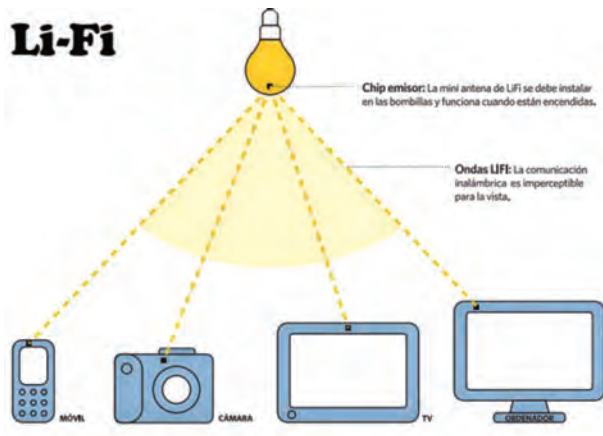 Li-Fi
Chip emisor: La mini antena de LiFi se debe instalar
en las bombillas y funciona cuando están encendidas.
Ondas LIFI: La comunicación
inalámbrica es imperceptible
para la vista.
MÓVIL
CÂMARA
TV
ORDENADOR